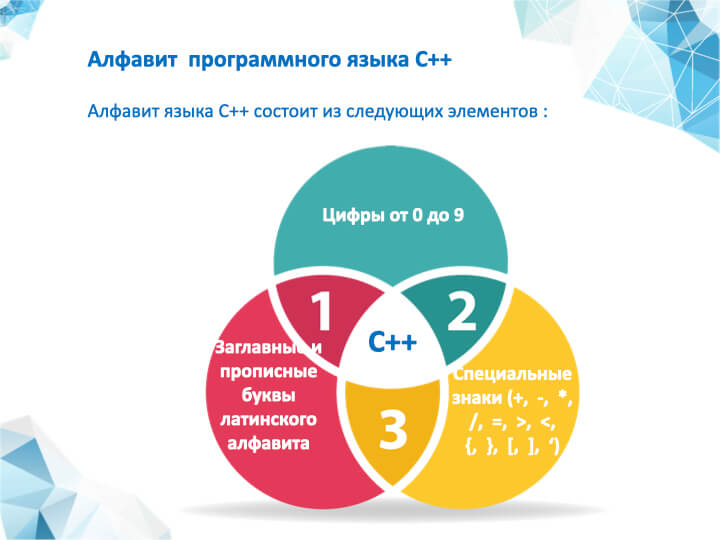 Алфавит программного языка С++
Алфавит языка С++ состоит из следующих элементов :
Цифры от 0 до 9
1
2
С++
Заглавные и
прописные
буквы
латинского
алфавита
Специальные
знаки (+, -, *,
/, =, >, <,
{, }, [, ], ‘)
3